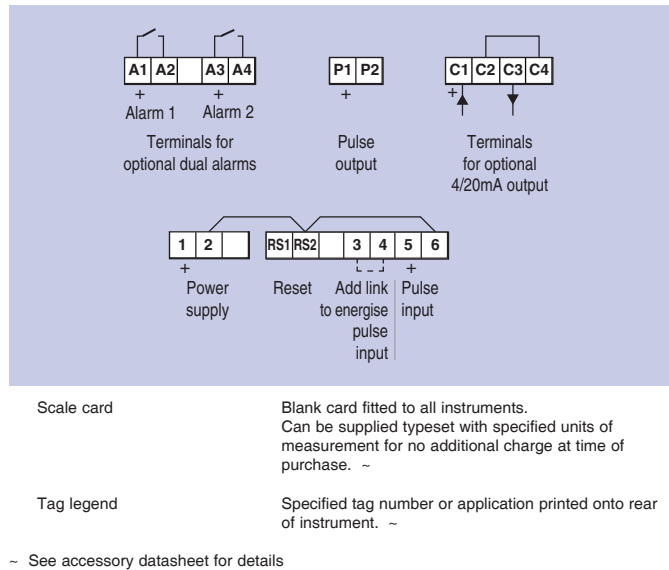 A1 A2 A3 A4 P1 P2 C1 C2 C3 C4
+ + + +
Alarm 1 Alarm 2
Terminals for
optional dual alarms
Pulse
output
Terminals
for optional
4/20mA output
1 2 RS1 RS2 3 4 5 6
+ +
Power
supply
Reset
Add link
to energise
pulse
input
Pulse
input
Scale card
Blank card fitted to all instruments.
Can be supplied typeset with specified units of
measurement for no additional charge at time of
purchase. ~
Tag legend
Specified tag number or application printed onto rear
of instrument. ~
~ See accessory datasheet for details